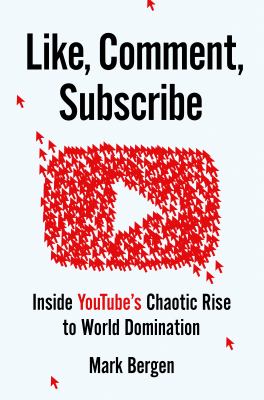 Like, Comment,
Subscribe
Inside YouTube's Chaotic Rise
to World Domination
Mark Bergen